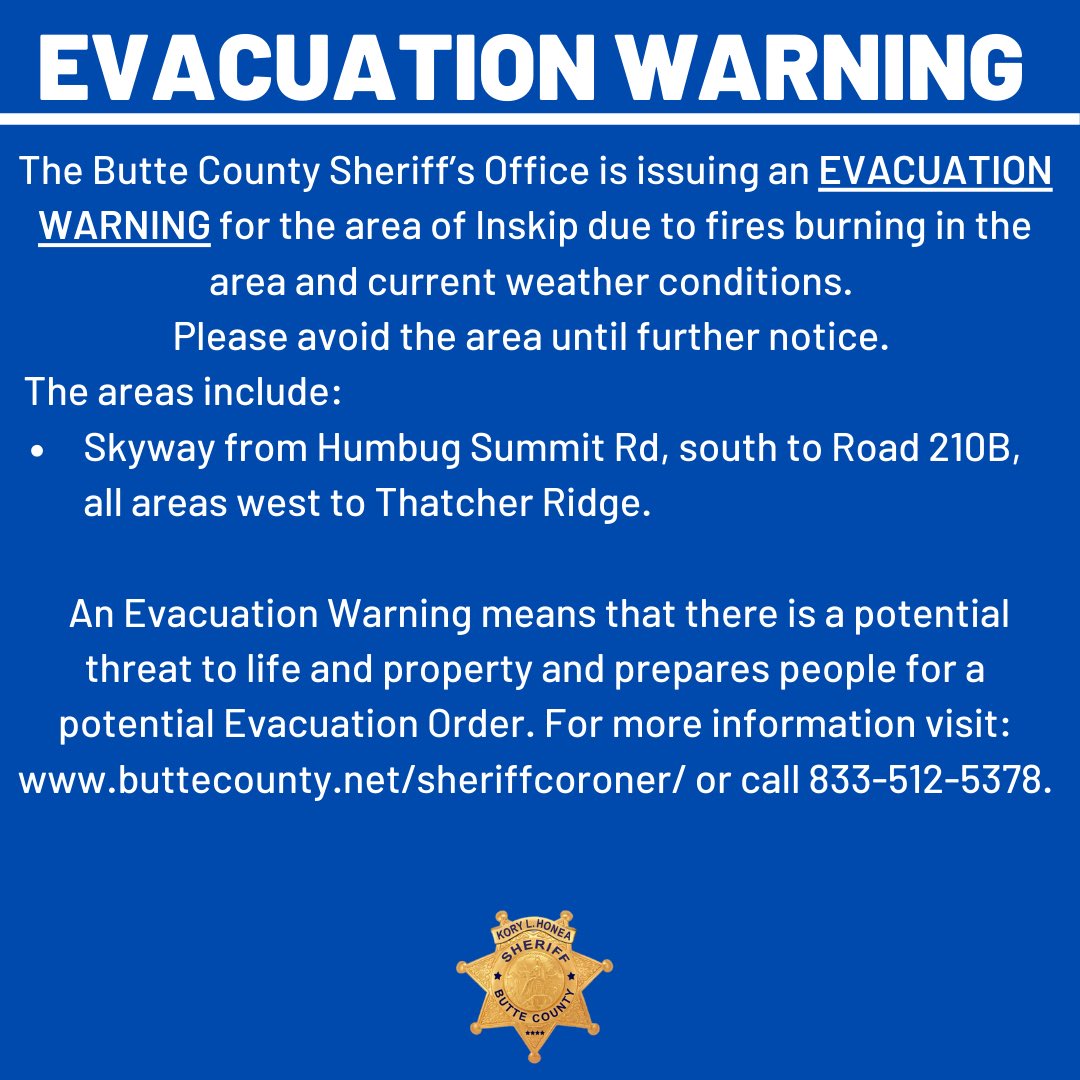 EVACUATION WARNING
The Butte County Sheriff's Office is issuing an EVACUATION
WARNING for the area of Inskip due to fires burning in the
area and current weather conditions.
Please avoid the area until further notice.
The areas include:
• Skyway from Humbug Summit Rd, south to Road 210B,
all areas west to Thatcher Ridge.
An Evacuation Warning means that there is a potential
threat to life and property and prepares people for a
potential Evacuation Order. For more information visit:
www.buttecounty.net/sheriffcoroner/ or call 833-512-5378.
KORY L. HONEA
SHERIFF
BUTTE COUNTY